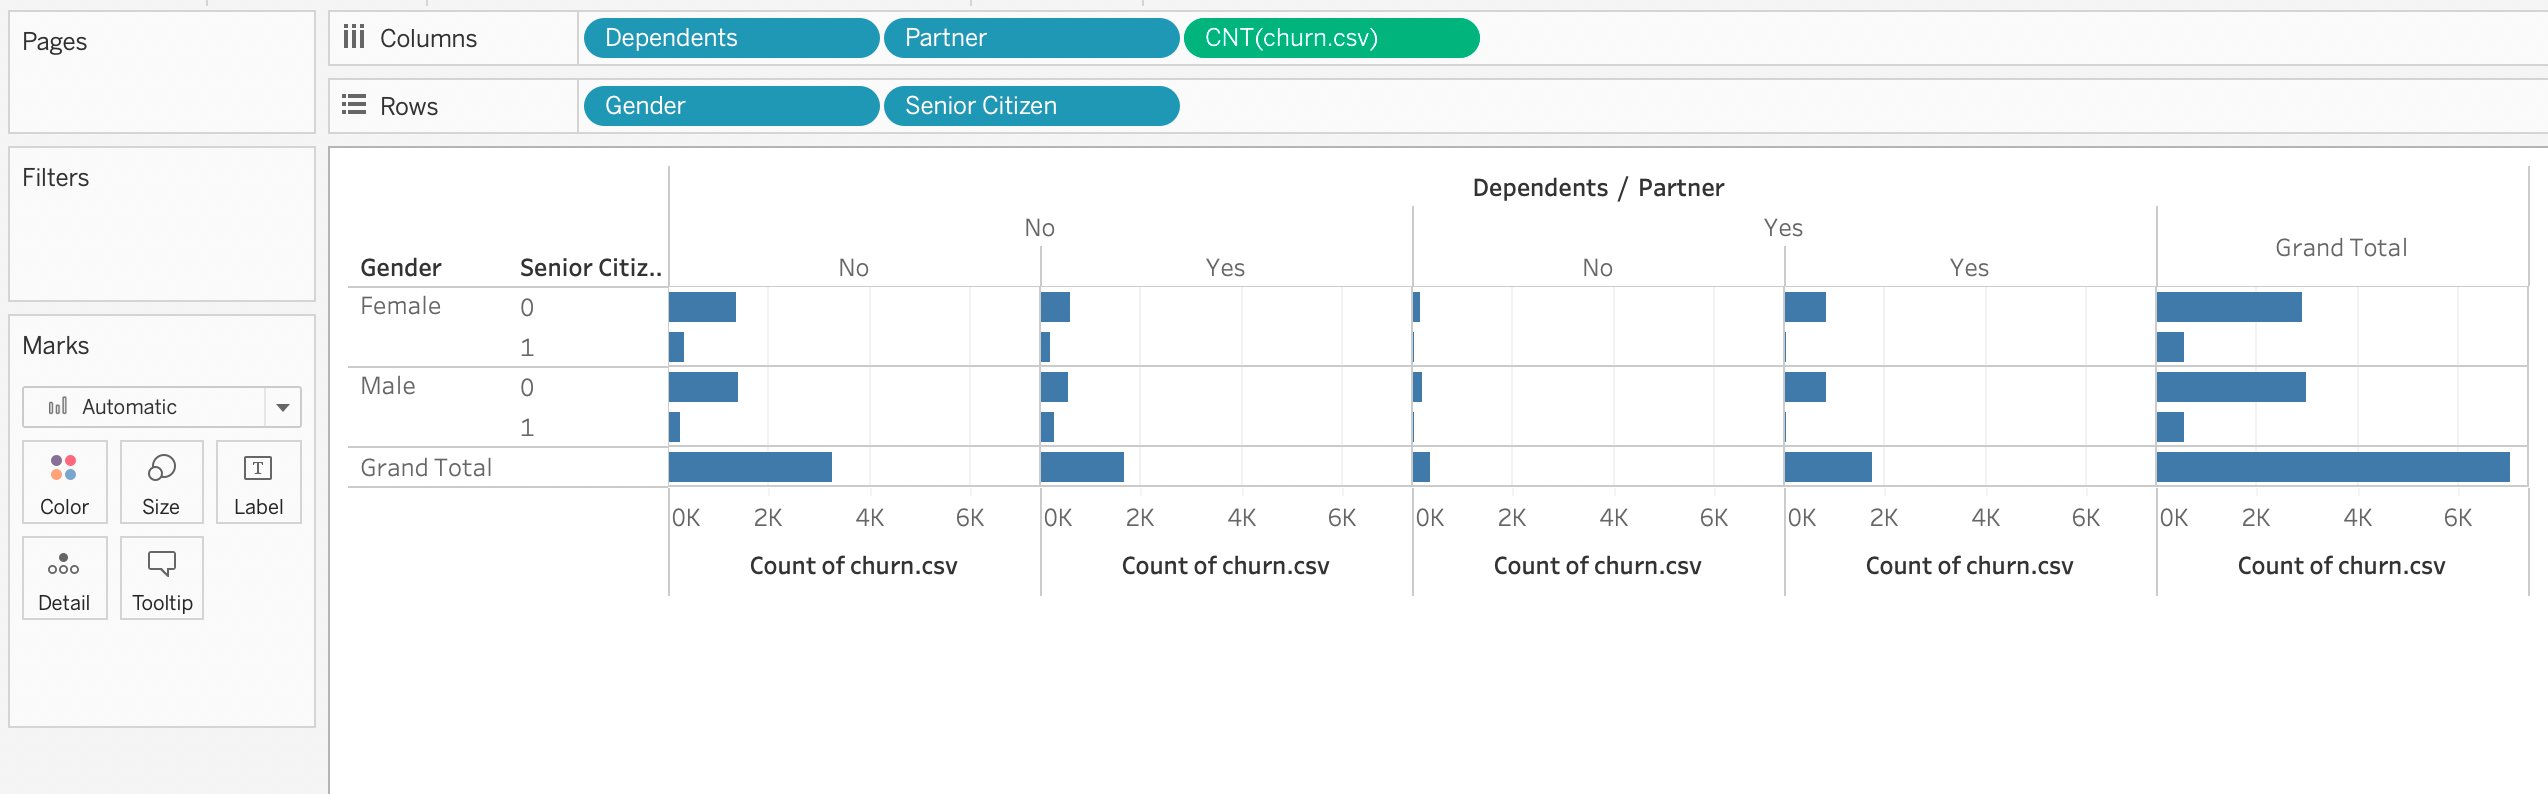 Pages
Columns Dependents Partner CNT(churn.csv)
Rows Gender Senior Citizen
Filters
Marks
Automatic
Color Size T Label
Detail Tooltip
Dependents / Partner
No Yes Grand Total
Gender Senior Citiz.. No Yes No Yes
Female 0
1
Male 0
1
Grand Total
0K 2K 4K 6K 0K 2K 4K 6K 0K 2K 4K 6K 0K 2K 4K 6K 0K 2K 4K 6K
Count of churn.csv Count of churn.csv Count of churn.csv Count of churn.csv Count of churn.csv